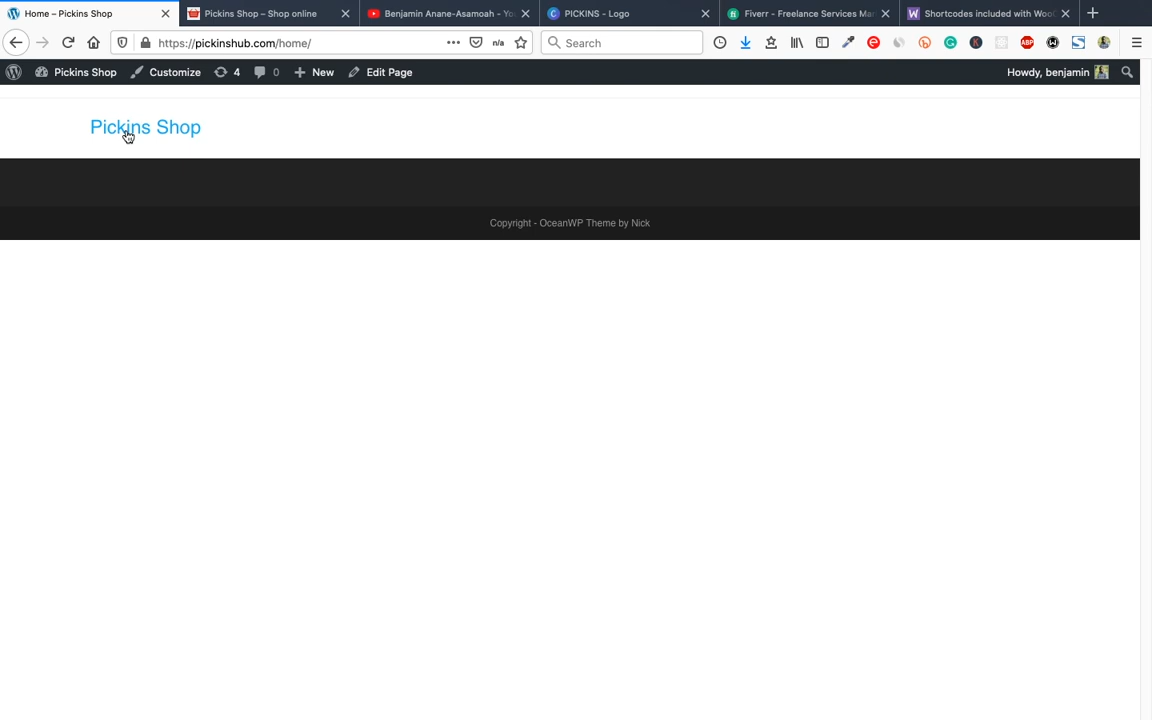 Home – Pickins Shop
Pickins Shop – Shop online
Benjamin Anane-Asamoah - Yo
PICKINS - Logo
Fiverr - Freelance Services Ma
Shortcodes included with Woo
https://pickinshub.com/home/
n/a
Search
ABP
Pickins Shop
Customize
4
0
New
Edit Page
Howdy, benjamin
Pickins Shop
Copyright - OceanWP Theme by Nick